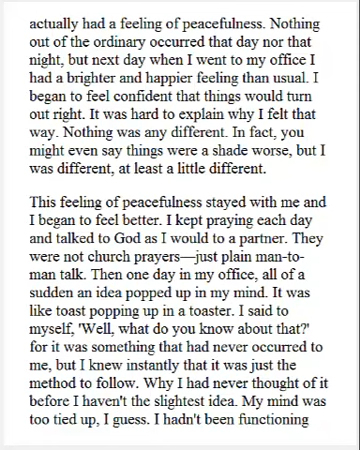 actually had a feeling of peacefulness. Nothing
out of the ordinary occurred that day nor that
night, but next day when I went to my office I
had a brighter and happier feeling than usual. I
began to feel confident that things would turn
out right. It was hard to explain why I felt that
way. Nothing was any different. In fact, you
might even say things were a shade worse, but I
was different, at least a little different.
This feeling of peacefulness stayed with me and
I began to feel better. I kept praying each day
and talked to God as I would to a partner. They
were not church prayers—just plain man-to-
man talk. Then one day in my office, all of a
sudden an idea popped up in my mind. It was
like toast popping up in a toaster. I said to
myself, 'Well, what do you know about that?'
for it was something that had never occurred to
me, but I knew instantly that it was just the
method to follow. Why I had never thought of it
before I haven't the slightest idea. My mind was
too tied up, I guess. I hadn't been functioning